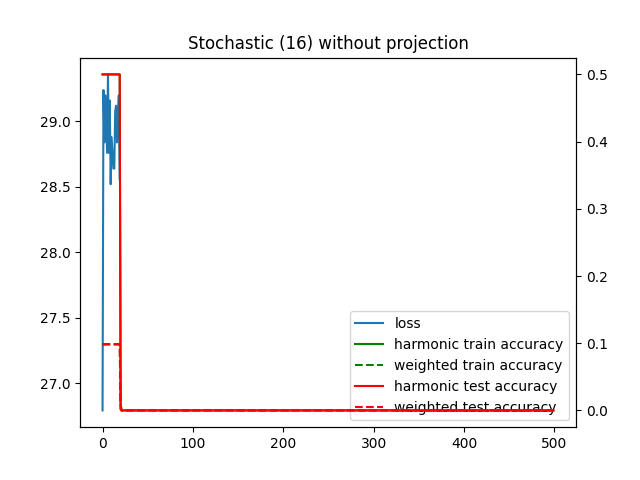 Stochastic (16) without projection
29.0
28.5
28.0
27.5
27.0
0.5
0.4
0.3
0.2
0.1
0.0
loss
harmonic train accuracy
weighted train accuracy
harmonic test accuracy
weighted test accuracy
0 100 200 300 400 500